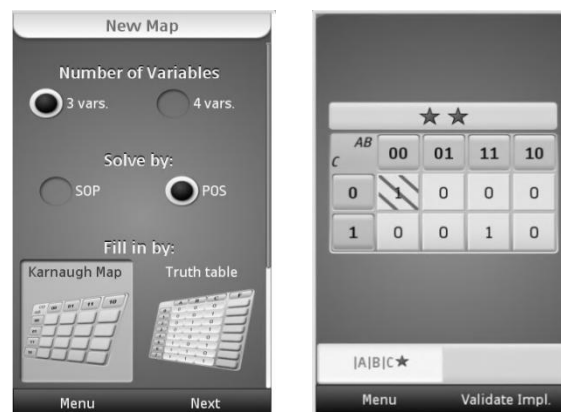 New Map
Number of Variables
3 vars. 4 vars.
Solve by:
SOP POS
Fill in by:
Karnaugh Map Truth table
Menu Next
★★
AB
C 00 01 11 10
0 1 0 0 0
1 0 0 1 0
|A|B|C★
Menu Validate Impl.